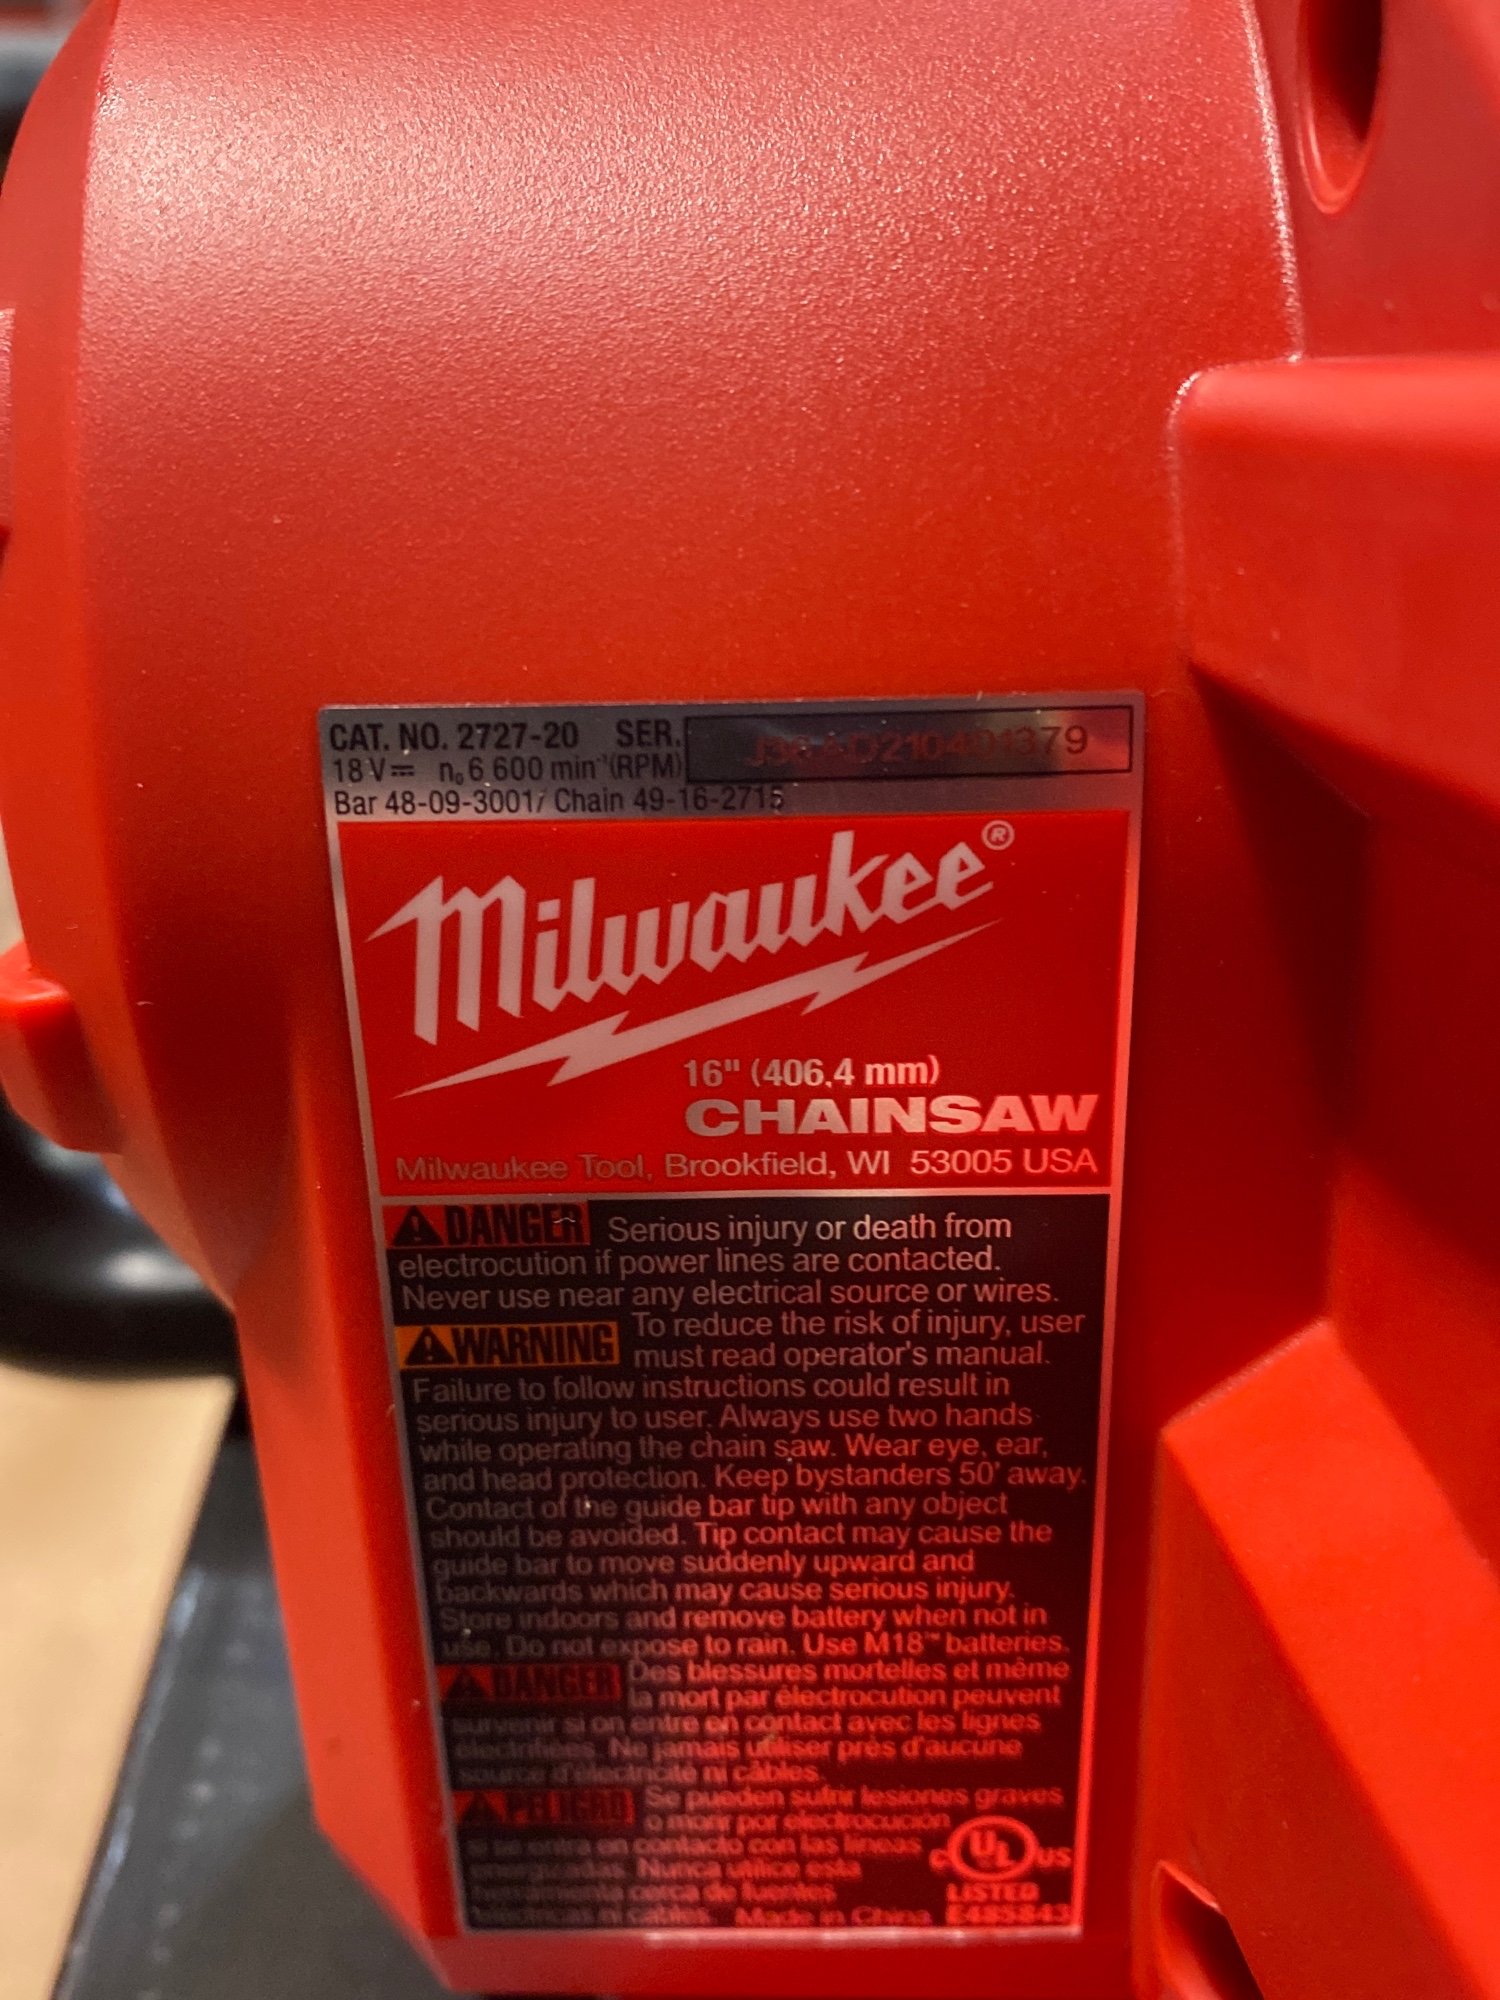 CAT. NO. 2727-20 SER. J36AD210401379
18 V⎓ n₀ 6 600 min⁻¹ (RPM)
Bar 48-09-3001/ Chain 49-16-2715
Milwaukee®
16" (406,4 mm)
CHAINSAW
Milwaukee Tool, Brookfield, WI 53005 USA
⚠DANGER Serious injury or death from
electrocution if power lines are contacted.
Never use near any electrical source or wires.
⚠WARNING To reduce the risk of injury, user
must read operator's manual.
Failure to follow instructions could result in
serious injury to user. Always use two hands
while operating the chain saw. Wear eye, ear,
and head protection. Keep bystanders 50' away.
Contact of the guide bar tip with any object
should be avoided. Tip contact may cause the
guide bar to move suddenly upward and
backwards which may cause serious injury.
Store indoors and remove battery when not in
use. Do not expose to rain. Use M18™ batteries.
⚠DANGER Des blessures mortelles et même
la mort par électrocution peuvent
survenir si on entre en contact avec les lignes
électrifiées. Ne jamais utiliser près d'aucune
source d'électricité ni câbles.
⚠PELIGRO Se pueden sufrir lesiones graves
o morir por electrocución
si se entra en contacto con las líneas
energizadas. Nunca utilice esta
herramienta cerca de fuentes
eléctricas ni cables. Made in China
c UL US
LISTED
E485843